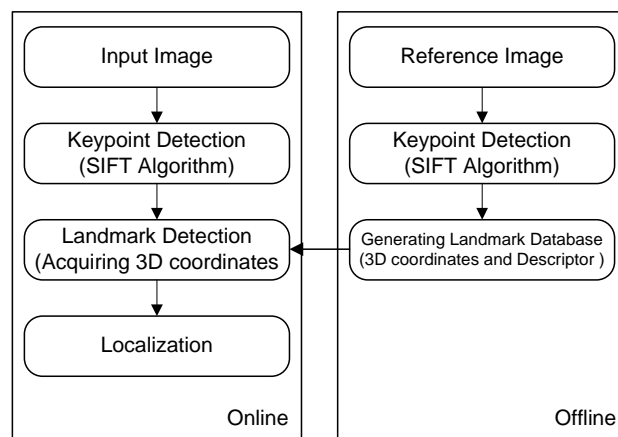 Input Image
Keypoint Detection
(SIFT Algorithm)
Landmark Detection
(Acquiring 3D coordinates
Localization
Online
Reference Image
Keypoint Detection
(SIFT Algorithm)
Generating Landmark Database
(3D coordinates and Descriptor )
Offline